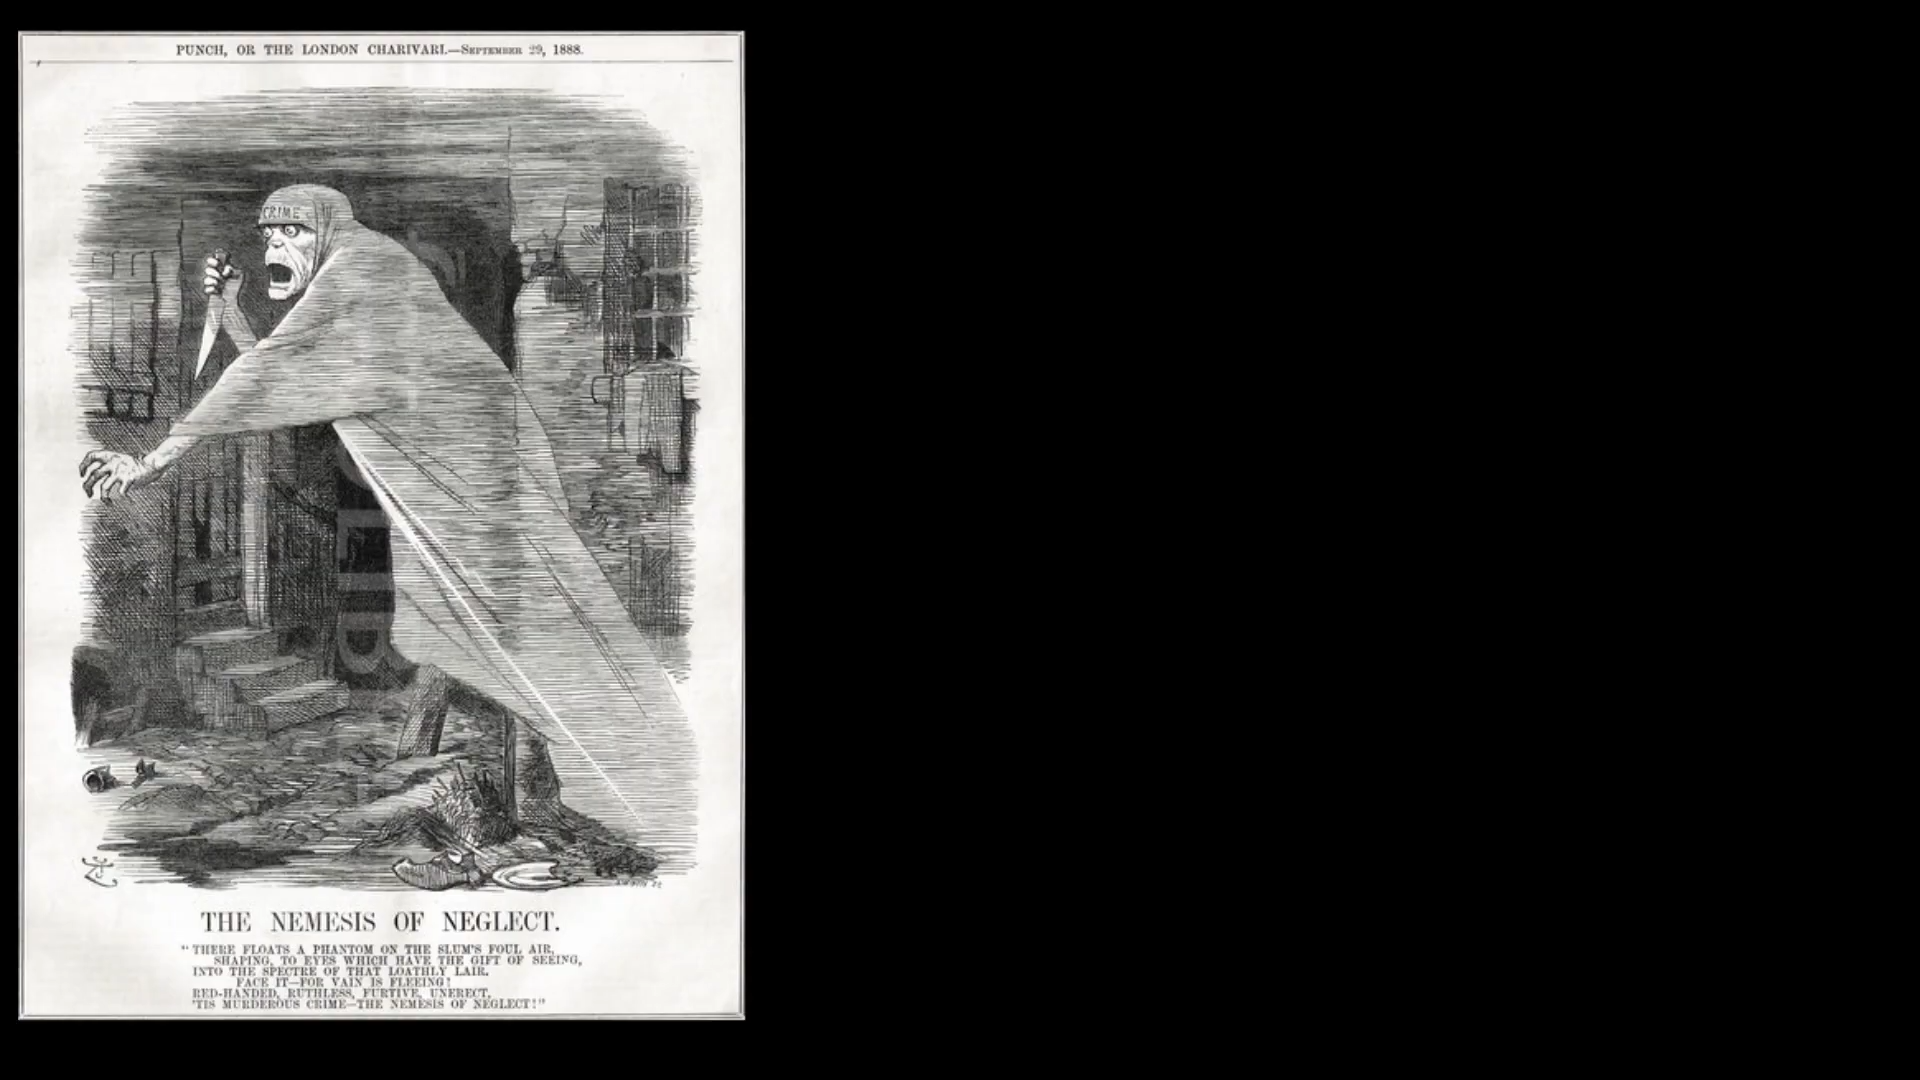 PUNCH, OR THE LONDON CHARIVARI.—SEPTEMBER 29, 1888.
CRIME
THE NEMESIS OF NEGLECT.
"THERE FLOATS A PHANTOM ON THE SLUM'S FOUL AIR,
SHAPING, TO EYES WHICH HAVE THE GIFT OF SEEING,
INTO THE SPECTRE OF THAT LOATHLY LAIR.
FACE IT—FOR VAIN IS FLEEING!
RED-HANDED, RUTHLESS, FURTIVE, UNERECT,
'TIS MURDEROUS CRIME—THE NEMESIS OF NEGLECT!"